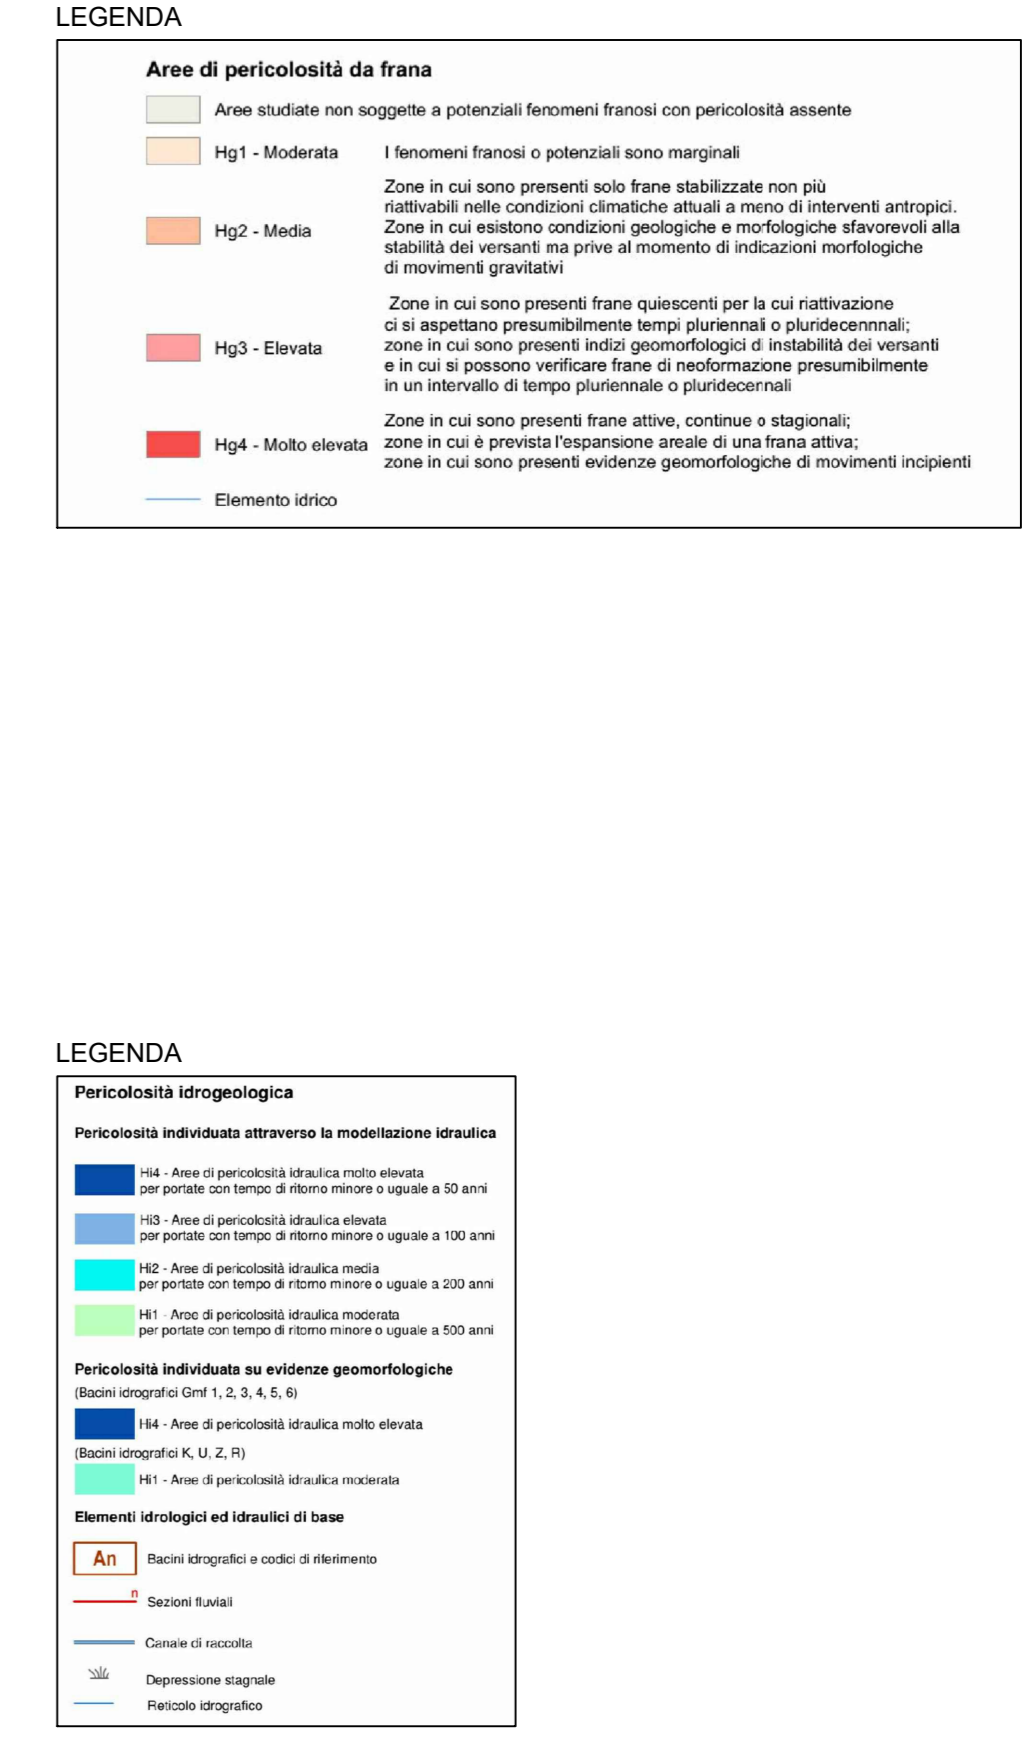 LEGENDA
Aree di pericolosità da frana
Aree studiate non soggette a potenziali fenomeni franosi con pericolosità assente
Hg1 - Moderata I fenomeni franosi o potenziali sono marginali
Zone in cui sono prersenti solo frane stabilizzate non più
riattivabili nelle condizioni climatiche attuali a meno di interventi antropici.
Hg2 - Media Zone in cui esistono condizioni geologiche e morfologiche sfavorevoli alla
stabilità dei versanti ma prive al momento di indicazioni morfologiche
di movimenti gravitativi
Zone in cui sono presenti frane quiescenti per la cui riattivazione
ci si aspettano presumibilmente tempi pluriennali o pluridecennnali;
Hg3 - Elevata zone in cui sono presenti indizi geomorfologici di instabilità dei versanti
e in cui si possono verificare frane di neoformazione presumibilmente
in un intervallo di tempo pluriennale o pluridecennali
Zone in cui sono presenti frane attive, continue o stagionali;
Hg4 - Molto elevata zone in cui è prevista l'espansione areale di una frana attiva;
zone in cui sono presenti evidenze geomorfologiche di movimenti incipienti
Elemento idrico
LEGENDA
Pericolosità idrogeologica
Pericolosità individuata attraverso la modellazione idraulica
Hi4 - Aree di pericolosità idraulica molto elevata
per portate con tempo di ritorno minore o uguale a 50 anni
Hi3 - Aree di pericolosità idraulica elevata
per portate con tempo di ritorno minore o uguale a 100 anni
Hi2 - Aree di pericolosità idraulica media
per portate con tempo di ritorno minore o uguale a 200 anni
Hi1 - Aree di pericolosità idraulica moderata
per portate con tempo di ritorno minore o uguale a 500 anni
Pericolosità individuata su evidenze geomorfologiche
(Bacini idrografici Gmf 1, 2, 3, 4, 5, 6)
Hi4 - Aree di pericolosità idraulica molto elevata
(Bacini idrografici K, U, Z, R)
Hi1 - Aree di pericolosità idraulica moderata
Elementi idrologici ed idraulici di base
An Bacini idrografici e codici di riferimento
n Sezioni fluviali
Canale di raccolta
Depressione stagnale
Reticolo idrografico